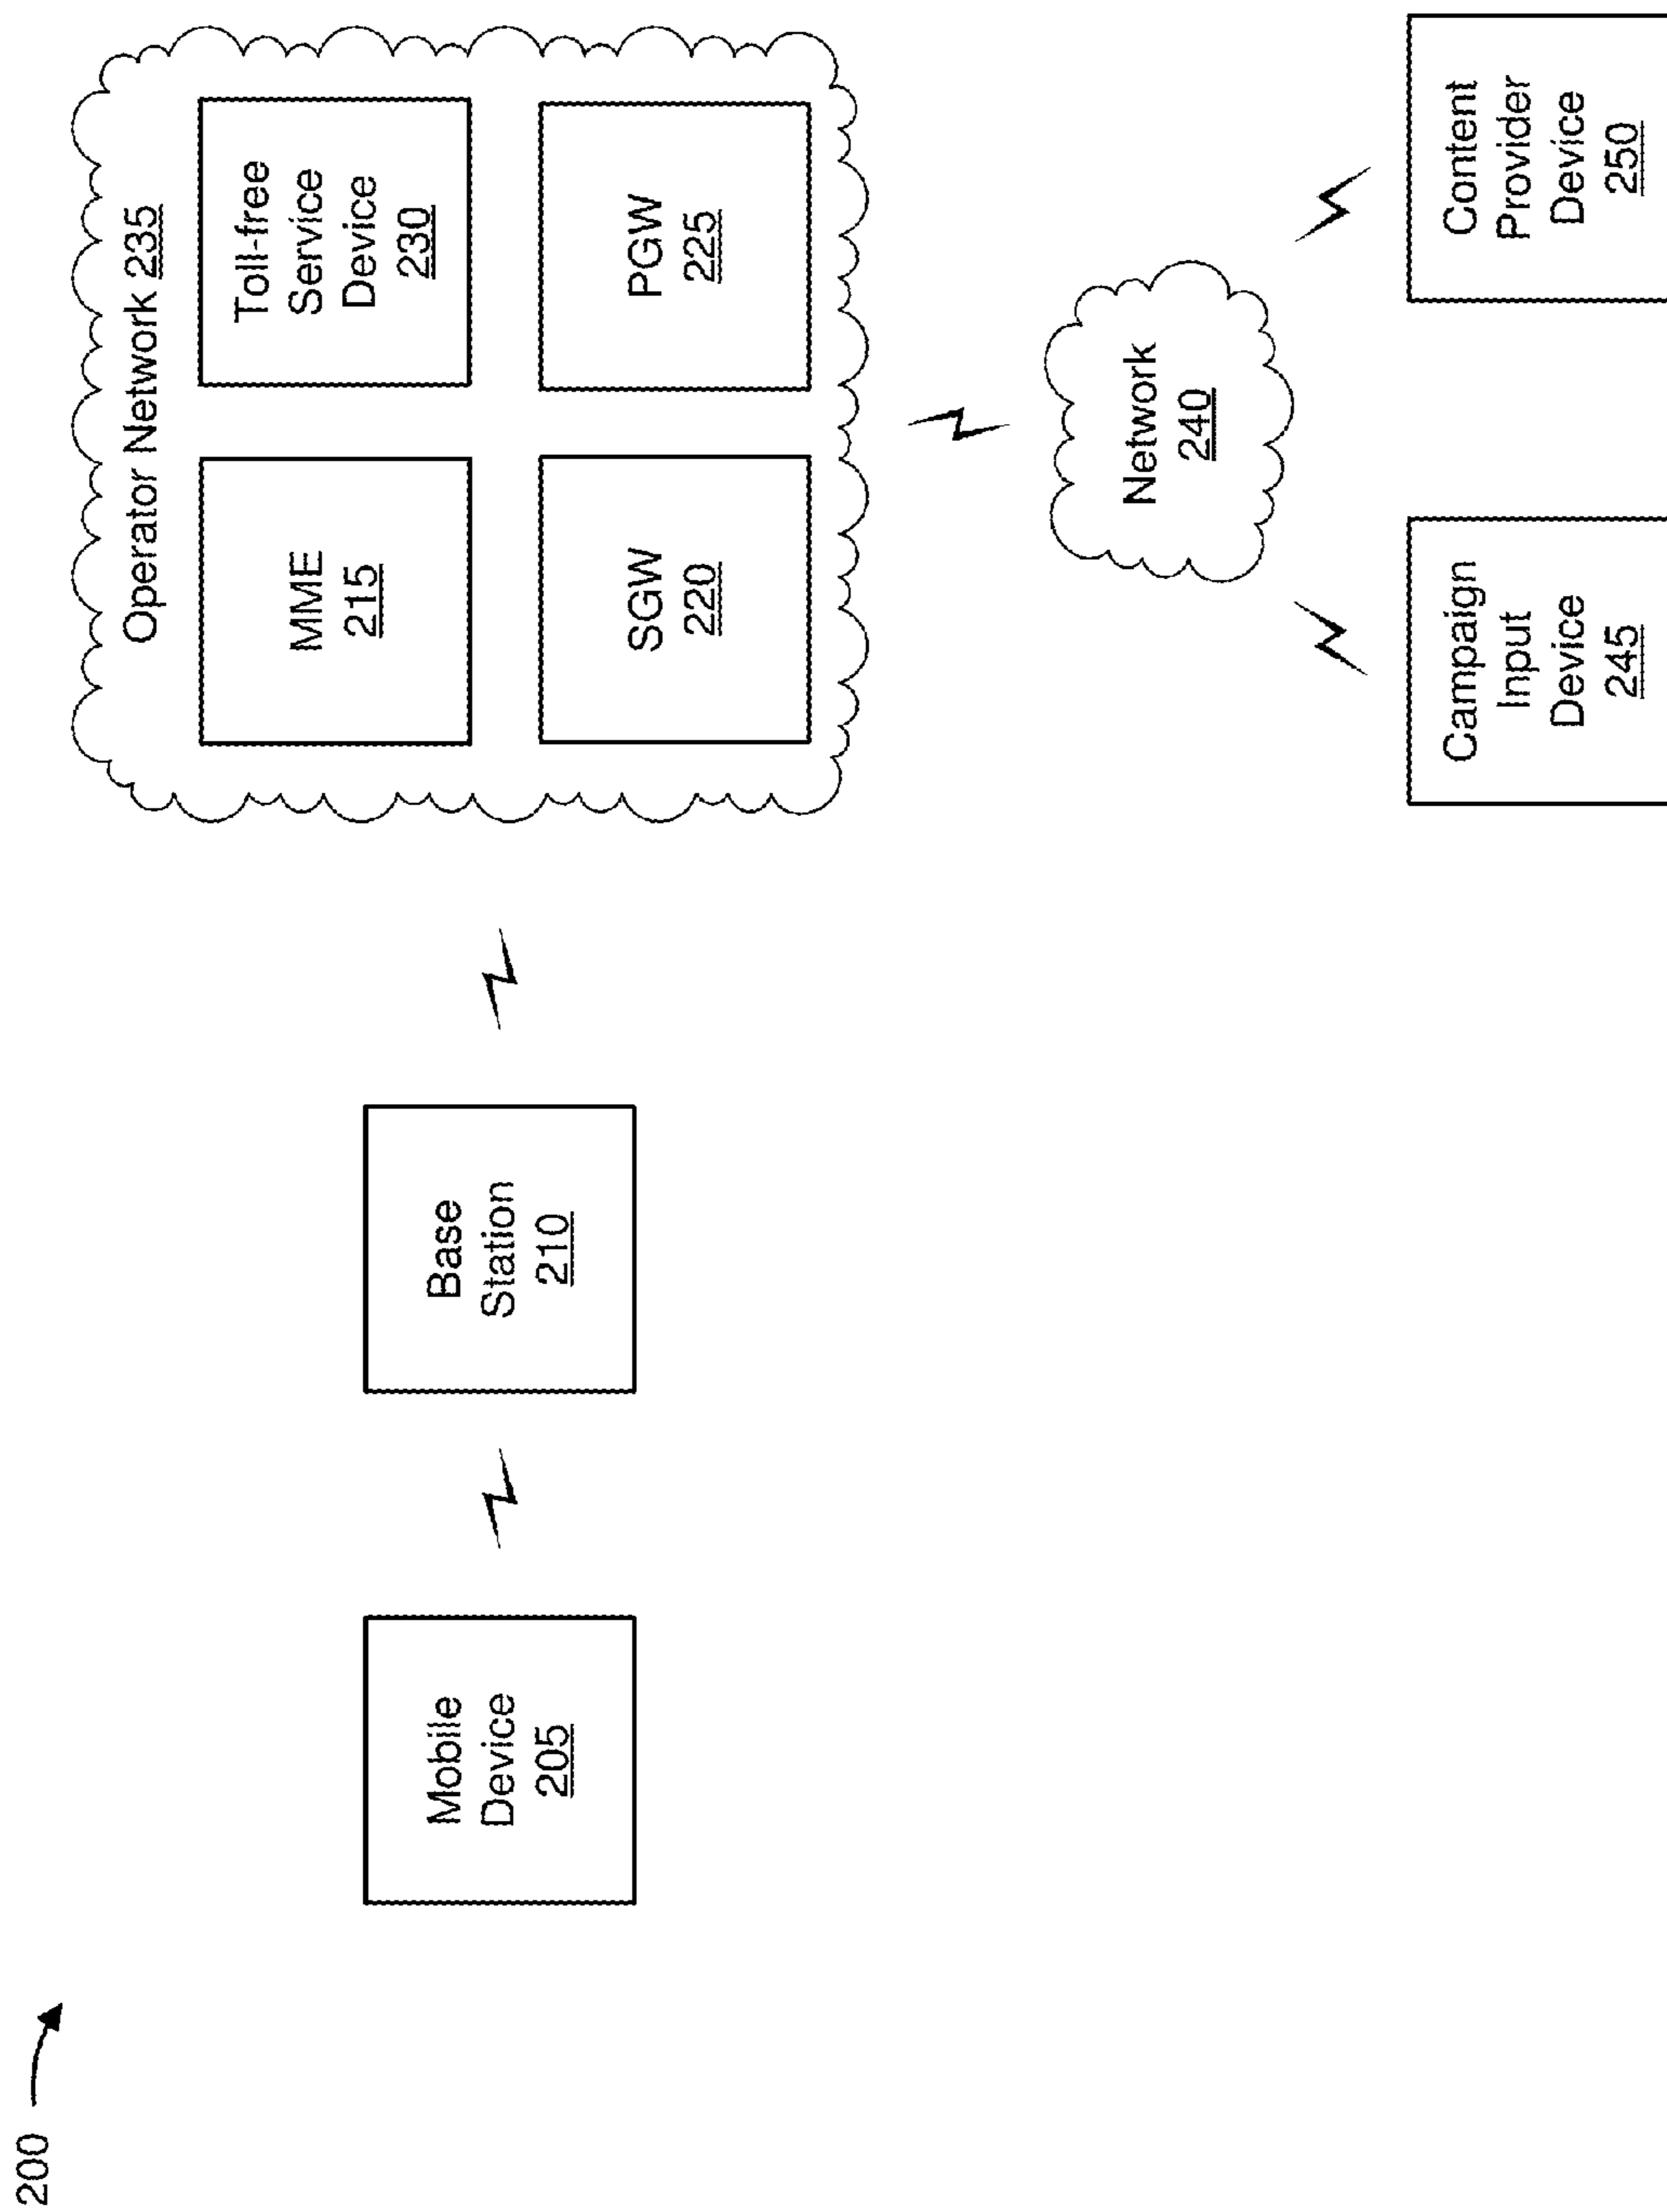 200
Operator Network 235
MME
215
Toll-free
Service
Device
230
Mobile
Device
205
Base
Station
210
SGW
220
PGW
225
Network
240
Campaign
Input
Device
245
Content
Provider
Device
250